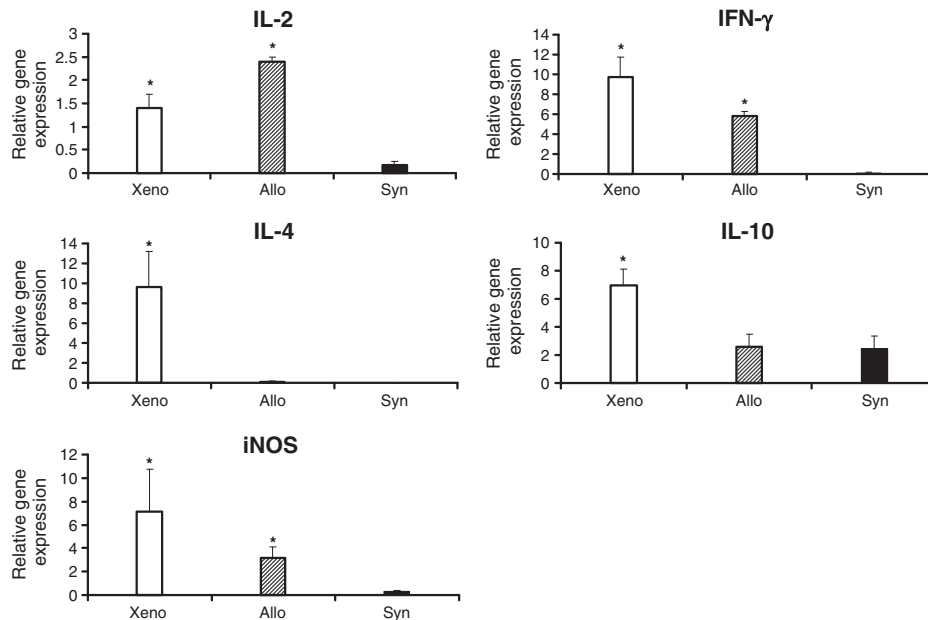 IL-2
Relative gene
expression
3
2.5
2
1.5
1
0.5
0
*
*
Xeno Allo Syn
IFN-γ
Relative gene
expression
14
12
10
8
6
4
2
0
*
*
Xeno Allo Syn
IL-4
Relative gene
expression
14
12
10
8
6
4
2
0
*
Xeno Allo Syn
IL-10
Relative gene
expression
10
8
6
4
2
0
*
Xeno Allo Syn
iNOS
Relative gene
expression
12
10
8
6
4
2
0
*
*
Xeno Allo Syn